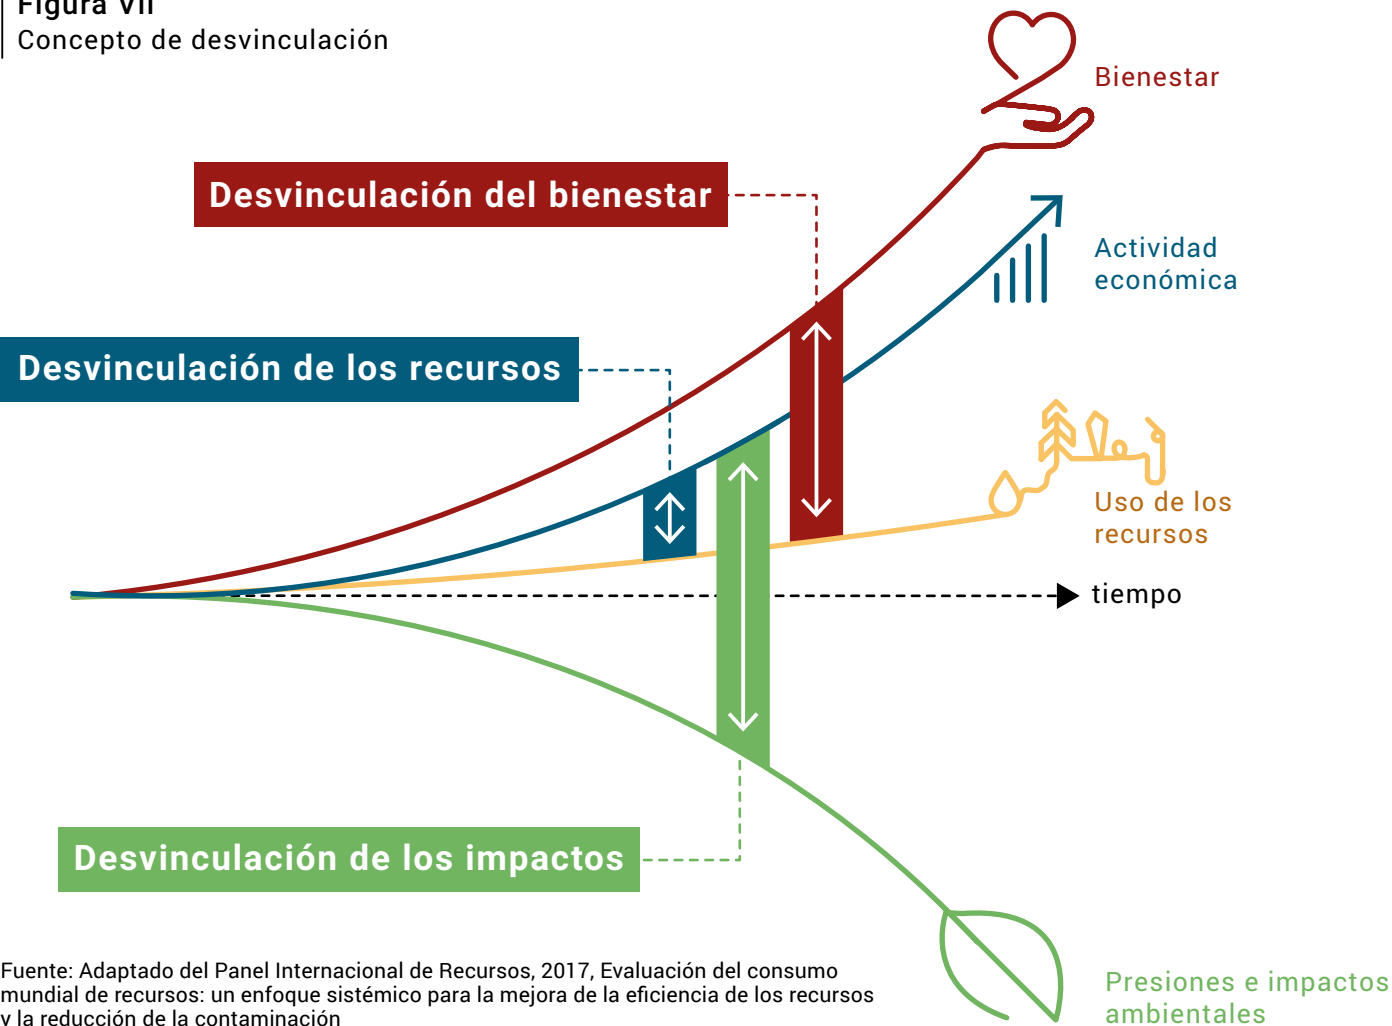 Figura VII
Concepto de desvinculación
Bienestar
Desvinculación del bienestar
Actividad
económica
Desvinculación de los recursos
Uso de los
recursos
tiempo
Desvinculación de los impactos
Fuente: Adaptado del Panel Internacional de Recursos, 2017, Evaluación del consumo
mundial de recursos: un enfoque sistémico para la mejora de la eficiencia de los recursos
y la reducción de la contaminación
Presiones e impactos
ambientales